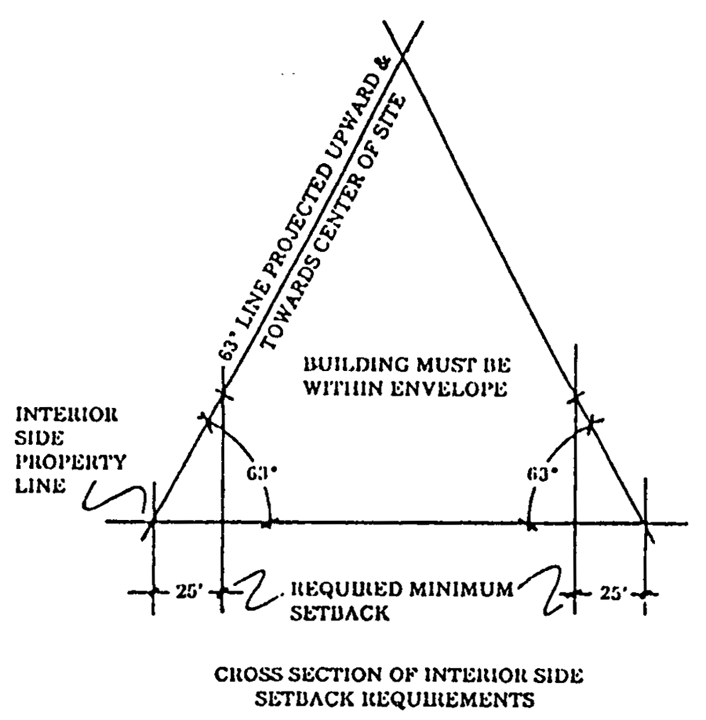 63° LINE PROJECTED UPWARD &
TOWARDS CENTER OF SITE
BUILDING MUST BE
WITHIN ENVELOPE
INTERIOR
SIDE
PROPERTY
LINE
63°
63°
25'
REQUIRED MINIMUM
SETBACK
25'
CROSS SECTION OF INTERIOR SIDE
SETBACK REQUIREMENTS